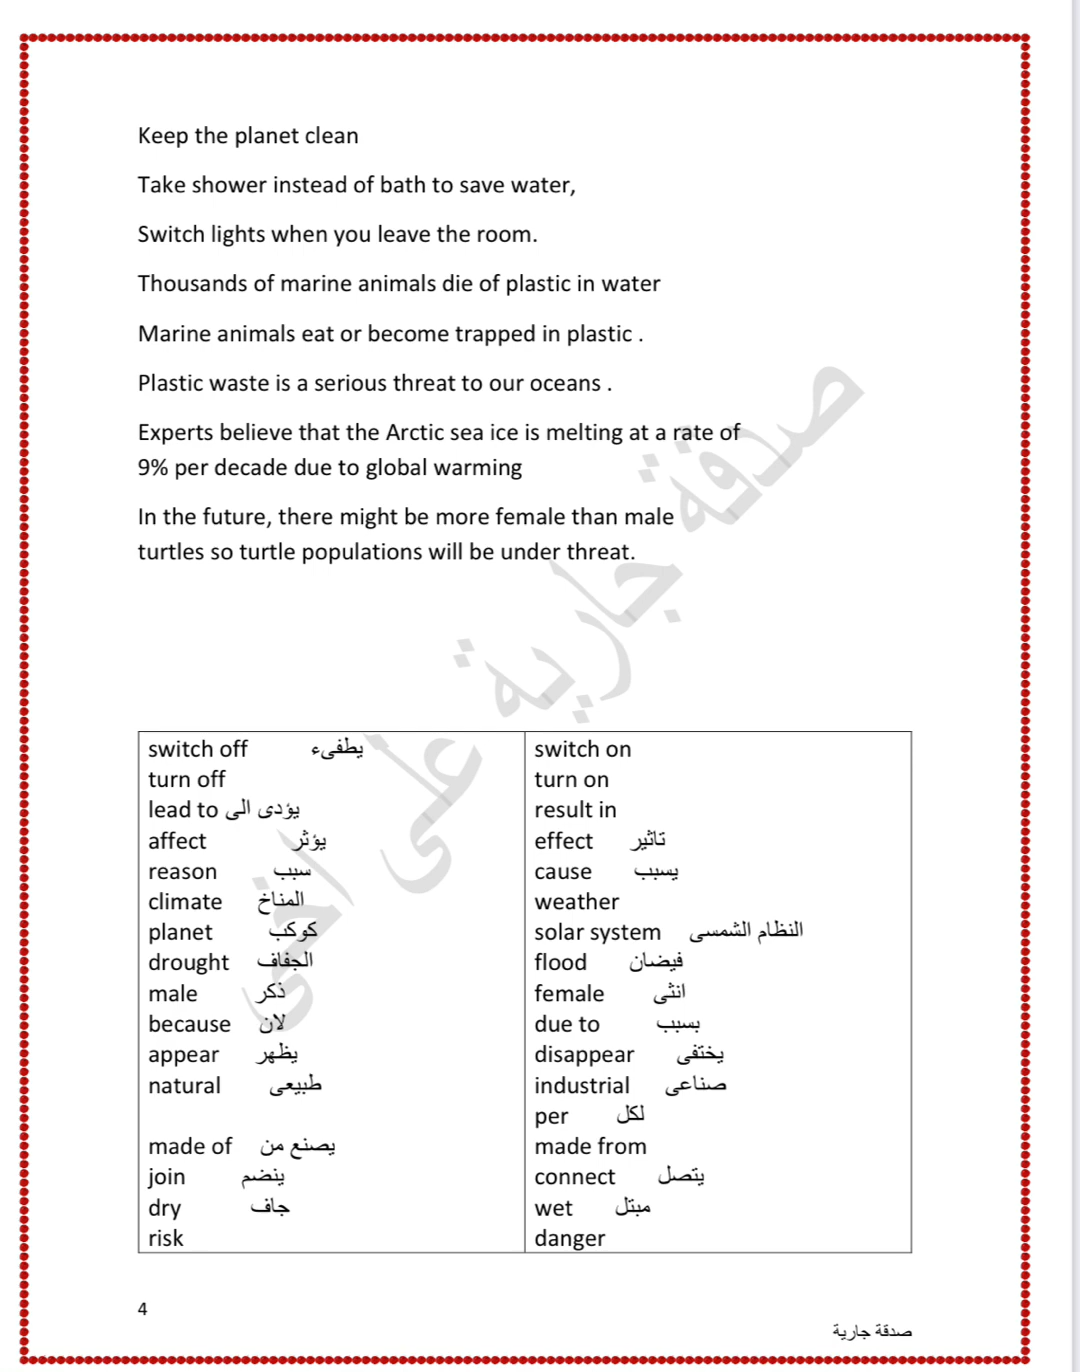 Keep the planet clean
Take shower instead of bath to save water,
Switch lights when you leave the room.
Thousands of marine animals die of plastic in water
Marine animals eat or become trapped in plastic .
Plastic waste is a serious threat to our oceans .
Experts believe that the Arctic sea ice is melting at a rate of
9% per decade due to global warming
In the future, there might be more female than male
turtles so turtle populations will be under threat.
صدقة جارية على اخى
switch off يطفىء switch on
turn off turn on
lead to يؤدى الى result in
affect يؤثر effect تاثير
reason سبب cause يسبب
climate المناخ weather
planet كوكب solar system النظام الشمسى
drought الجفاف flood فيضان
male ذكر female انثى
because لان due to بسبب
appear يظهر disappear يختفى
natural طبيعى industrial صناعى
per لكل
made of يصنع من made from
join ينضم connect يتصل
dry جاف wet مبتل
risk danger
4
صدقة جارية